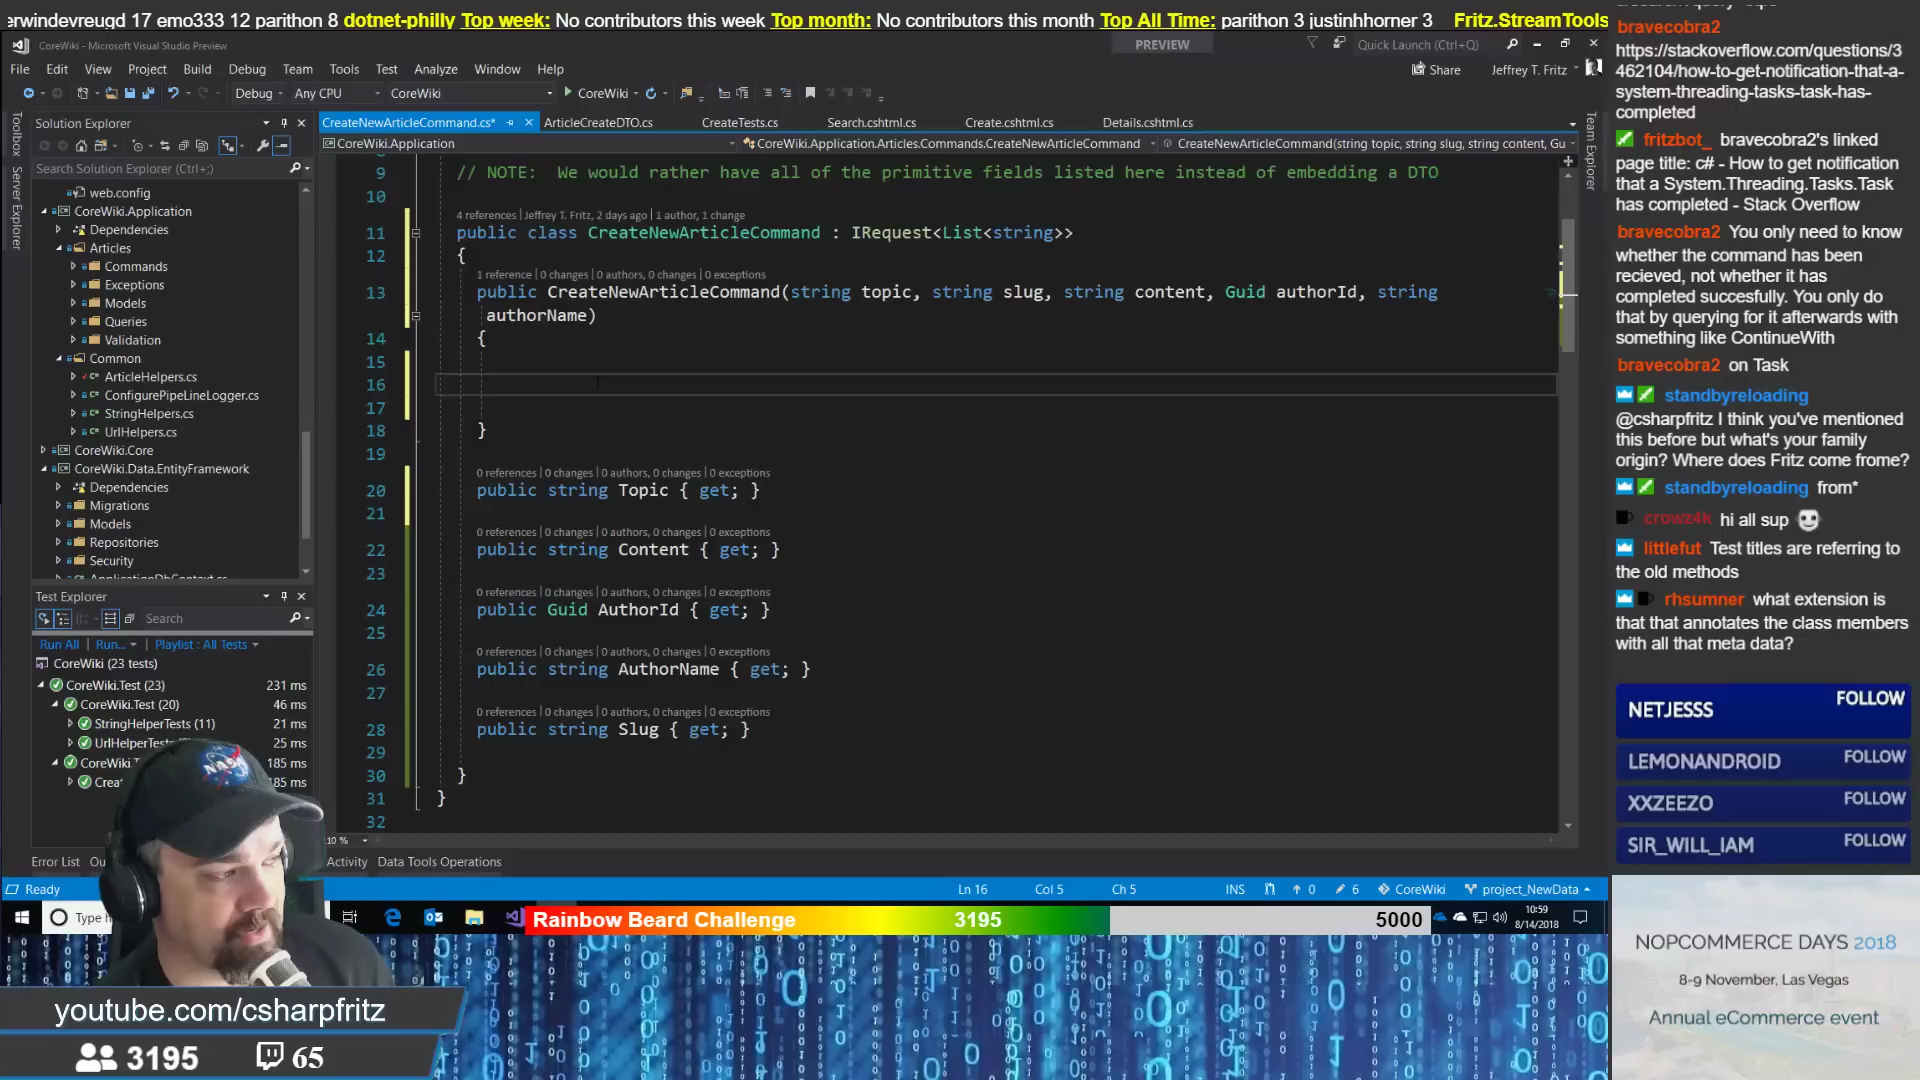 erwindevreugd 17 emo333 12 parithon 8 dotnet-philly Top week: No contributors this week Top month: No contributors this month Top All Time: parithon 3 justinhhorner 3 Fritz.StreamTools
CoreWiki - Microsoft Visual Studio Preview
PREVIEW
Quick Launch (Ctrl+Q)
File Edit View Project Build Debug Team Tools Test Analyze Window Help
Share
Jeffrey T. Fritz
Debug
Any CPU
CoreWiki
CoreWiki
Toolbox
Server Explorer
Team Explorer
Solution Explorer
Search Solution Explorer (Ctrl+;)
web.config
CoreWiki.Application
Dependencies
Articles
Commands
Exceptions
Models
Queries
Validation
Common
ArticleHelpers.cs
ConfigurePipeLineLogger.cs
StringHelpers.cs
UrlHelpers.cs
CoreWiki.Core
CoreWiki.Data.EntityFramework
Dependencies
Migrations
Models
Repositories
Security
ApplicationDbContext.cs
Test Explorer
Search
Run All Run... Playlist : All Tests
CoreWiki (23 tests)
CoreWiki.Test (23) 231 ms
CoreWiki.Test (20) 46 ms
StringHelperTests (11) 21 ms
UrlHelperTests 25 ms
CoreWiki.T 185 ms
Crea 185 ms
CreateNewArticleCommand.cs*
ArticleCreateDTO.cs
CreateTests.cs
Search.cshtml.cs
Create.cshtml.cs
Details.cshtml.cs
CoreWiki.Application
CoreWiki.Application.Articles.Commands.CreateNewArticleCommand
CreateNewArticleCommand(string topic, string slug, string content, Gu
9 // NOTE: We would rather have all of the primitive fields listed here instead of embedding a DTO
10
4 references | Jeffrey T. Fritz, 2 days ago | 1 author, 1 change
11 public class CreateNewArticleCommand : IRequest<List<string>>
12 {
1 reference | 0 changes | 0 authors, 0 changes | 0 exceptions
13 public CreateNewArticleCommand(string topic, string slug, string content, Guid authorId, string
authorName)
14 {
15
16
17
18 }
19
0 references | 0 changes | 0 authors, 0 changes | 0 exceptions
20 public string Topic { get; }
21
0 references | 0 changes | 0 authors, 0 changes | 0 exceptions
22 public string Content { get; }
23
0 references | 0 changes | 0 authors, 0 changes | 0 exceptions
24 public Guid AuthorId { get; }
25
0 references | 0 changes | 0 authors, 0 changes | 0 exceptions
26 public string AuthorName { get; }
27
0 references | 0 changes | 0 authors, 0 changes | 0 exceptions
28 public string Slug { get; }
29
30 }
31 }
32
Error List Ou
Activity Data Tools Operations
Ready
Ln 16 Col 5 Ch 5 INS 0 6 CoreWiki project_NewData
Type h
10:59
8/14/2018
Rainbow Beard Challenge 3195 5000
youtube.com/csharpfritz
3195 65
bravecobra2
https://stackoverflow.com/questions/3
462104/how-to-get-notification-that-a-
system-threading-tasks-task-has-
completed
fritzbot_ bravecobra2's linked
page title: c# - How to get notification
that a System.Threading.Tasks.Task
has completed - Stack Overflow
bravecobra2 You only need to know
whether the command has been
recieved, not whether it has
completed succesfully. You only do
that by querying for it afterwards with
something like ContinueWith
bravecobra2 on Task
standbyreloading
@csharpfritz I think you've mentioned
this before but what's your family
origin? Where does Fritz come frome?
standbyreloading from*
crowz4k hi all sup
littlefut Test titles are referring to
the old methods
rhsumner what extension is
that that annotates the class members
with all that meta data?
NETJESSS FOLLOW
LEMONANDROID FOLLOW
XXZEEZO FOLLOW
SIR_WILL_IAM FOLLOW
NOPCOMMERCE DAYS 2018
8-9 November, Las Vegas
Annual eCommerce event